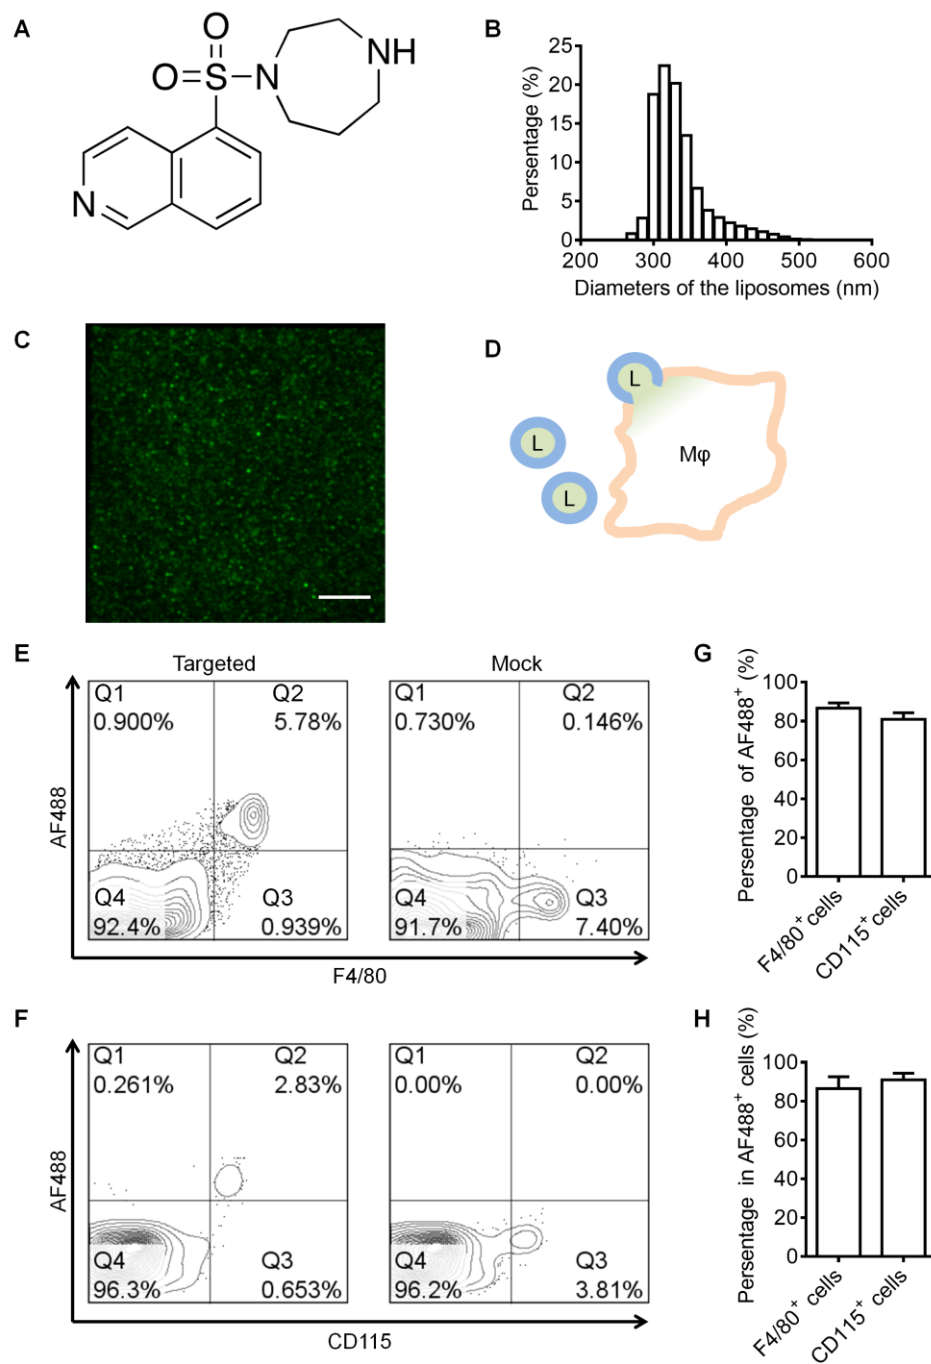 A
O
O=S
N
NH
N
B
Persentage (%)
25
20
15
10
5
0
200
300
400
500
600
Diameters of the liposomes (nm)
C
D
L
L
L
Mφ
E
Targeted
Mock
AF488
Q1
0.900%
Q2
5.78%
Q4
92.4%
Q3
0.939%
Q1
0.730%
Q2
0.146%
Q4
91.7%
Q3
7.40%
F4/80
G
Persentage of AF488⁺ (%)
100
80
60
40
20
0
F4/80⁺ cells
CD115⁺ cells
F
AF488
Q1
0.261%
Q2
2.83%
Q4
96.3%
Q3
0.653%
Q1
0.00%
Q2
0.00%
Q4
96.2%
Q3
3.81%
CD115
H
Persentage in AF488⁺ cells (%)
100
80
60
40
20
0
F4/80⁺ cells
CD115⁺ cells